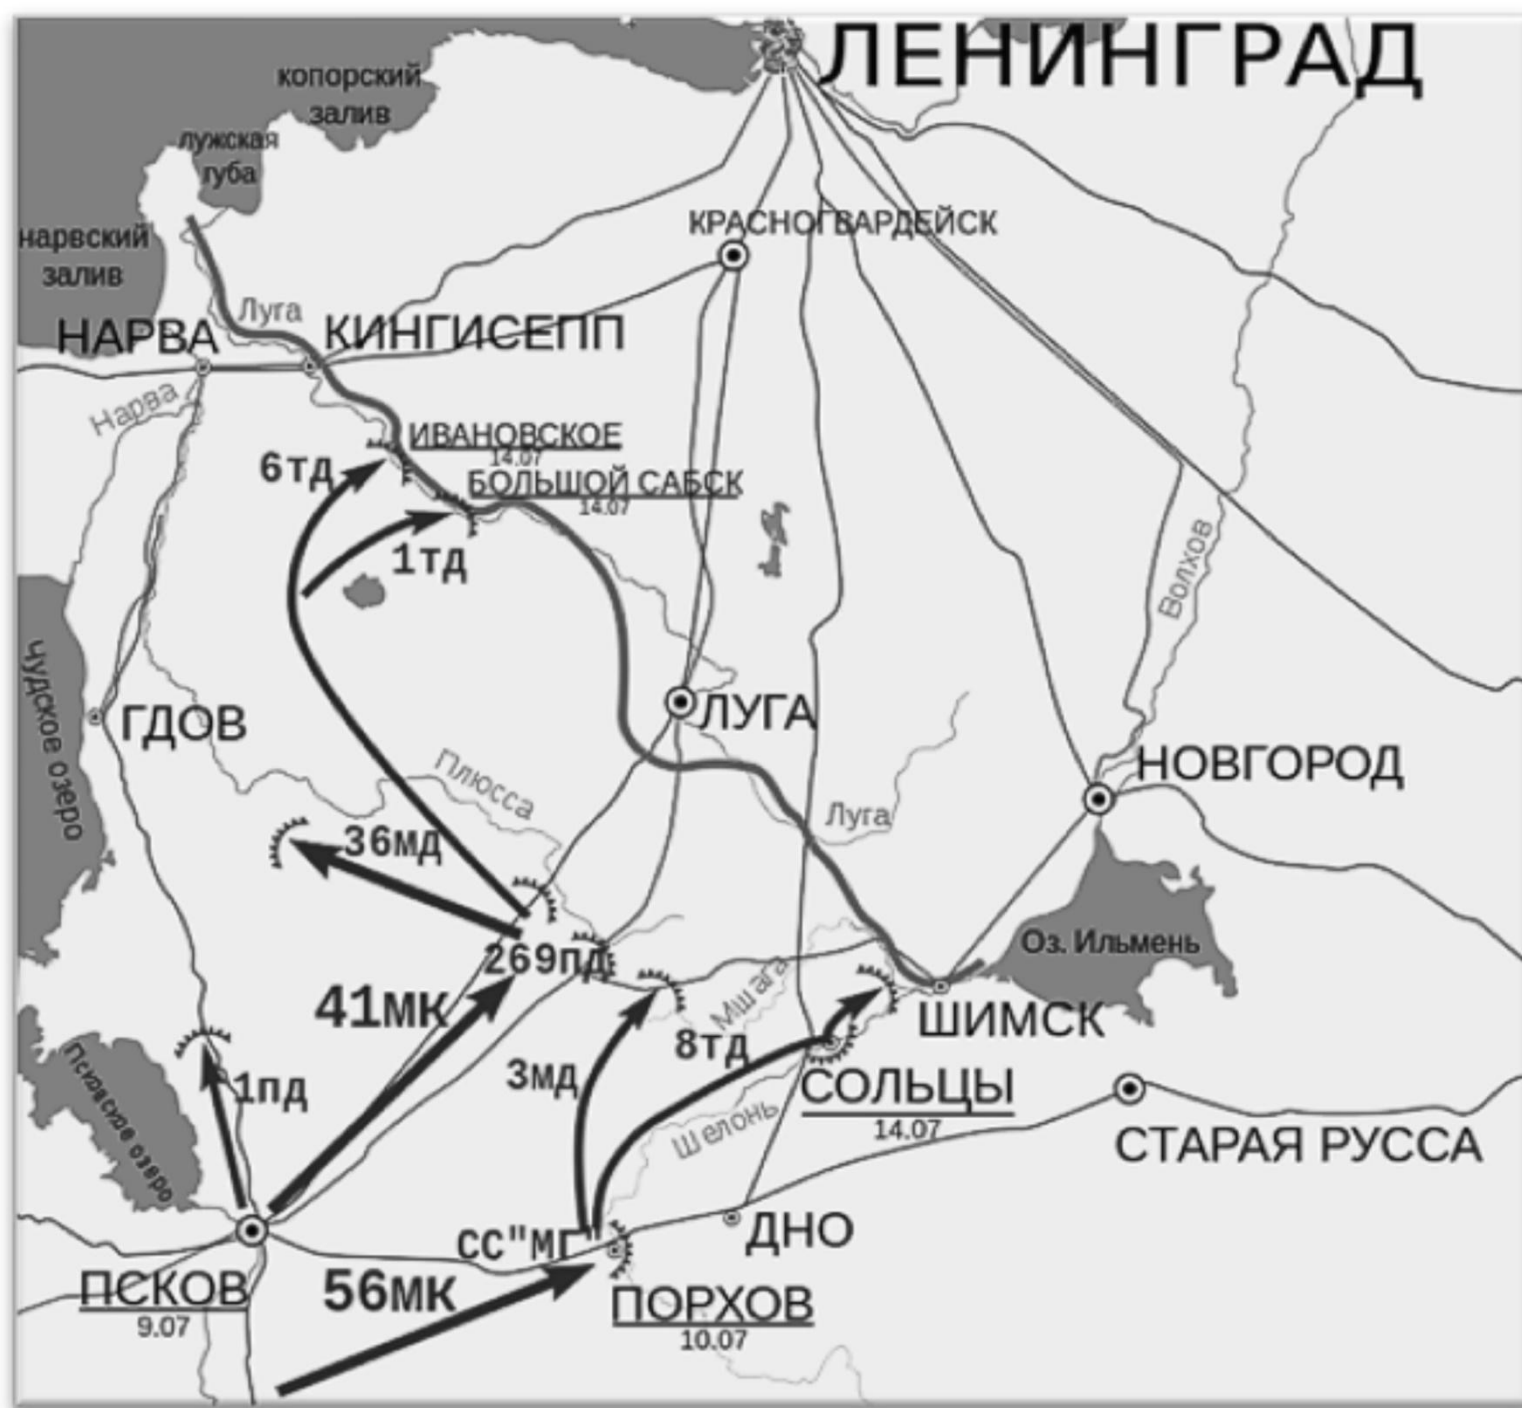 ЛЕНИНГРАД
копорский
залив
лужская
губа
КРАСНОГВАРДЕЙСК
нарвский
залив
Луга
НАРВА
КИНГИСЕПП
Нарва
ИВАНОВСКОЕ
14.07
6тд
БОЛЬШОЙ САБСК
14.07
1тд
Волхов
Чудское озеро
ГДОВ
ЛУГА
Плюсса
НОВГОРОД
Луга
36мд
Оз. Ильмень
269пд
41мк
Мшага
ШИМСК
8тд
3мд
1пд
Псковское озеро
СОЛЬЦЫ
14.07
Шелонь
СТАРАЯ РУССА
ДНО
СС"МГ"
ПСКОВ
9.07
56мк
ПОРХОВ
10.07